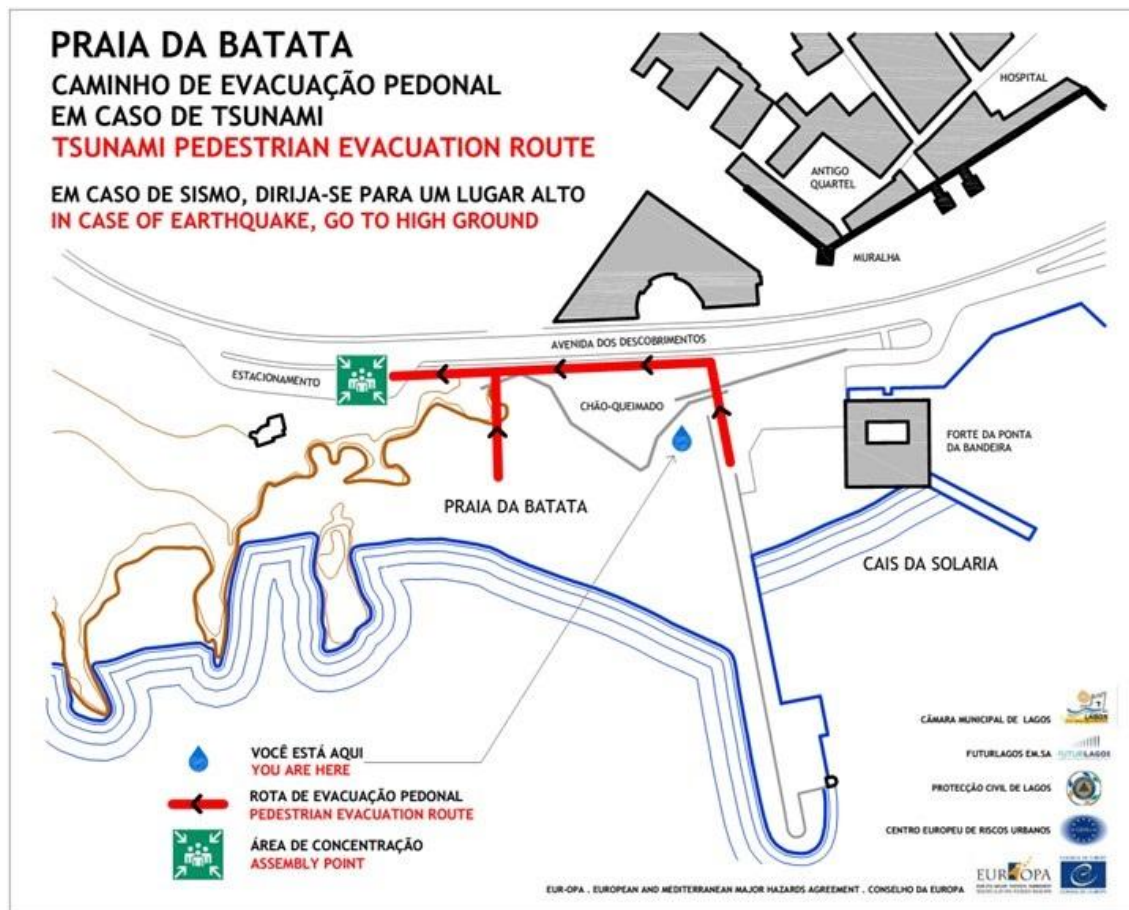 PRAIA DA BATATA
CAMINHO DE EVACUAÇÃO PEDONAL
EM CASO DE TSUNAMI
TSUNAMI PEDESTRIAN EVACUATION ROUTE
EM CASO DE SISMO, DIRIJA-SE PARA UM LUGAR ALTO
IN CASE OF EARTHQUAKE, GO TO HIGH GROUND
HOSPITAL
ANTIGO
QUARTEL
MURALHA
AVENIDA DOS DESCOBRIMENTOS
ESTACIONAMENTO
CHÃO-QUEIMADO
FORTE DA PONTA
DA BANDEIRA
PRAIA DA BATATA
CAIS DA SOLARIA
VOCÊ ESTÁ AQUI
YOU ARE HERE
ROTA DE EVACUAÇÃO PEDONAL
PEDESTRIAN EVACUATION ROUTE
ÁREA DE CONCENTRAÇÃO
ASSEMBLY POINT
CÂMARA MUNICIPAL DE LAGOS
LAGOS
FUTURLAGOS EM.SA
FUTURLAGOS
PROTECÇÃO CIVIL DE LAGOS
CENTRO EUROPEU DE RISCOS URBANOS
EUR OPA
EUR-OPA . EUROPEAN AND MEDITERRANEAN MAJOR HAZARDS AGREEMENT . CONSELHO DA EUROPA